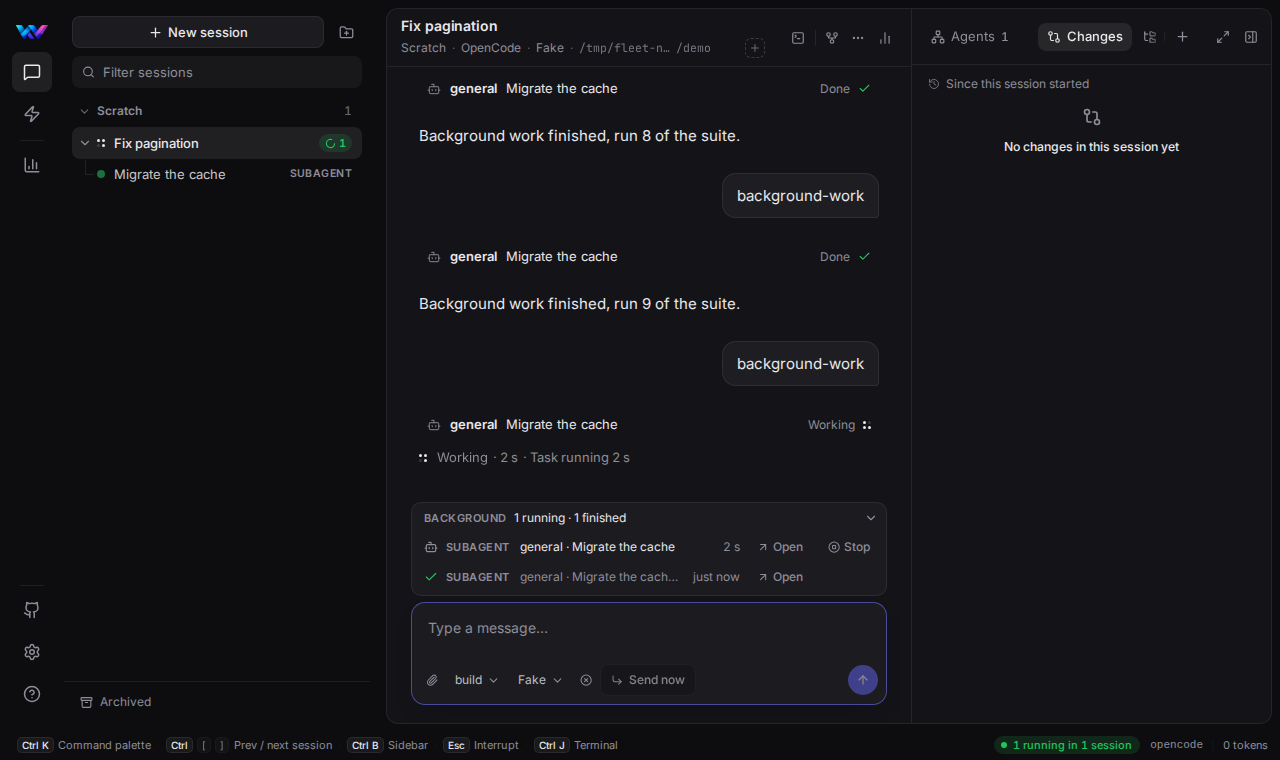 New session
Filter sessions
Scratch 1
Fix pagination 1
Migrate the cache SUBAGENT
Archived
Fix pagination
Scratch · OpenCode · Fake · /tmp/fleet-n… /demo
general Migrate the cache Done
Background work finished, run 8 of the suite.
background-work
general Migrate the cache Done
Background work finished, run 9 of the suite.
background-work
general Migrate the cache Working
Working · 2 s · Task running 2 s
BACKGROUND 1 running · 1 finished
SUBAGENT general · Migrate the cache 2 s Open Stop
SUBAGENT general · Migrate the cach… just now Open
Type a message…
build Fake Send now
Agents 1 Changes
Since this session started
No changes in this session yet
Ctrl K Command palette Ctrl [ ] Prev / next session Ctrl B Sidebar Esc Interrupt Ctrl J Terminal 1 running in 1 session opencode 0 tokens